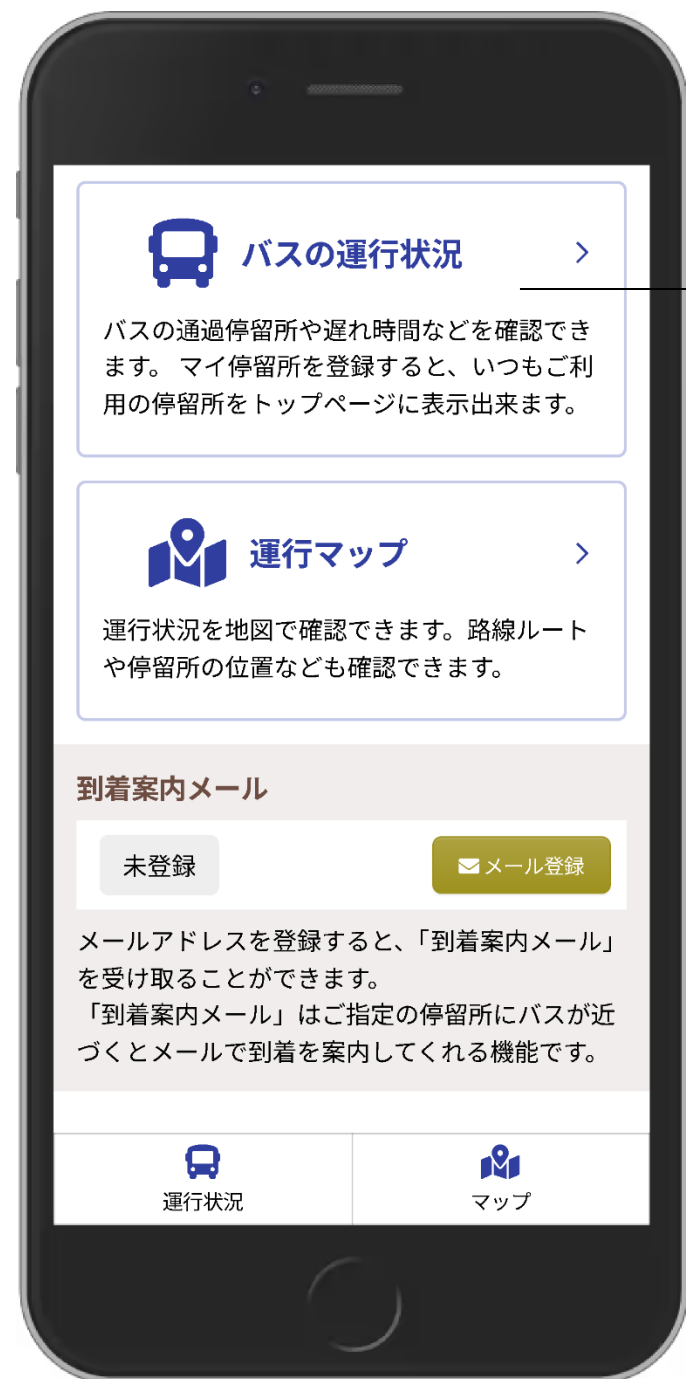 バスの運行状況
バスの通過停留所や遅れ時間などを確認でき
ます。 マイ停留所を登録すると、いつもご利
用の停留所をトップページに表示出来ます。
運行マップ
運行状況を地図で確認できます。路線ルート
や停留所の位置なども確認できます。
到着案内メール
未登録
メール登録
メールアドレスを登録すると、「到着案内メール」
を受け取ることができます。
「到着案内メール」はご指定の停留所にバスが近
づくとメールで到着を案内してくれる機能です。
運行状況
マップ